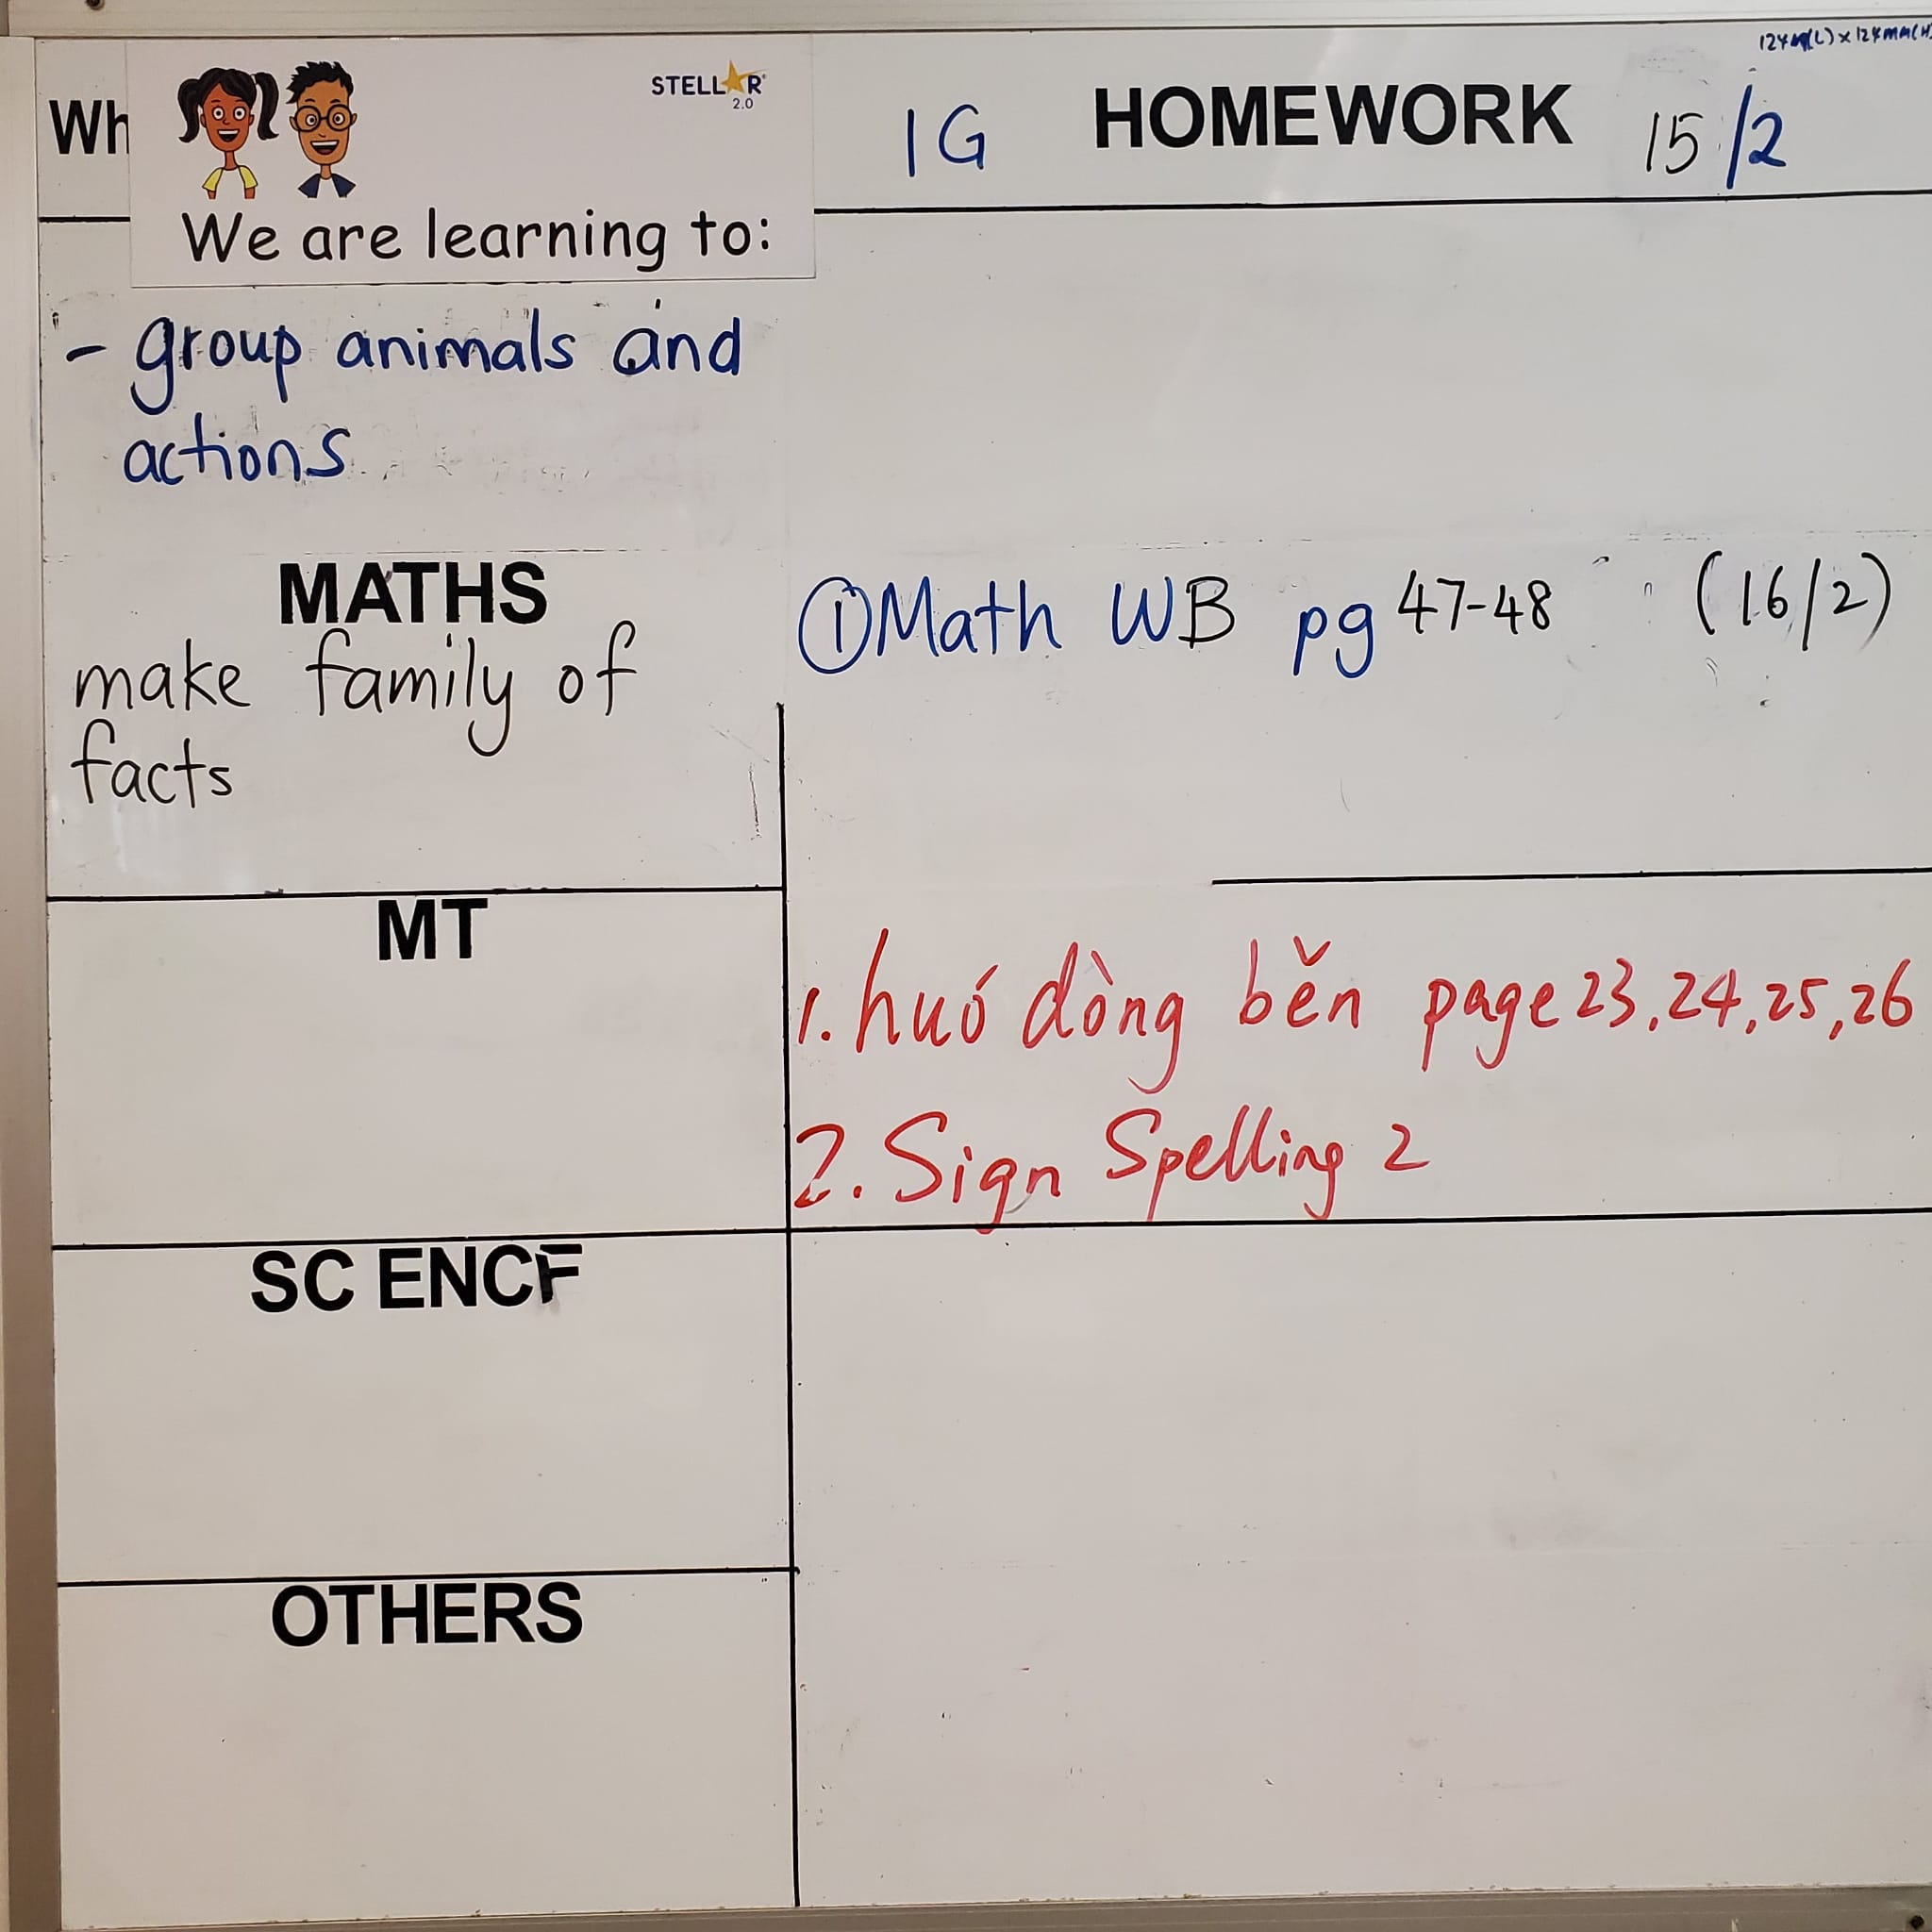 124m(L) x 124mm(H)
Wh
STELLAR
2.0
1G HOMEWORK 15/2
We are learning to:
- group animals and
actions
MATHS
make family of
facts
① Math WB pg 47-48 (16/2)
MT
1. huó dòng běn page 23, 24, 25, 26
2. Sign Spelling 2
SC ENCE
OTHERS